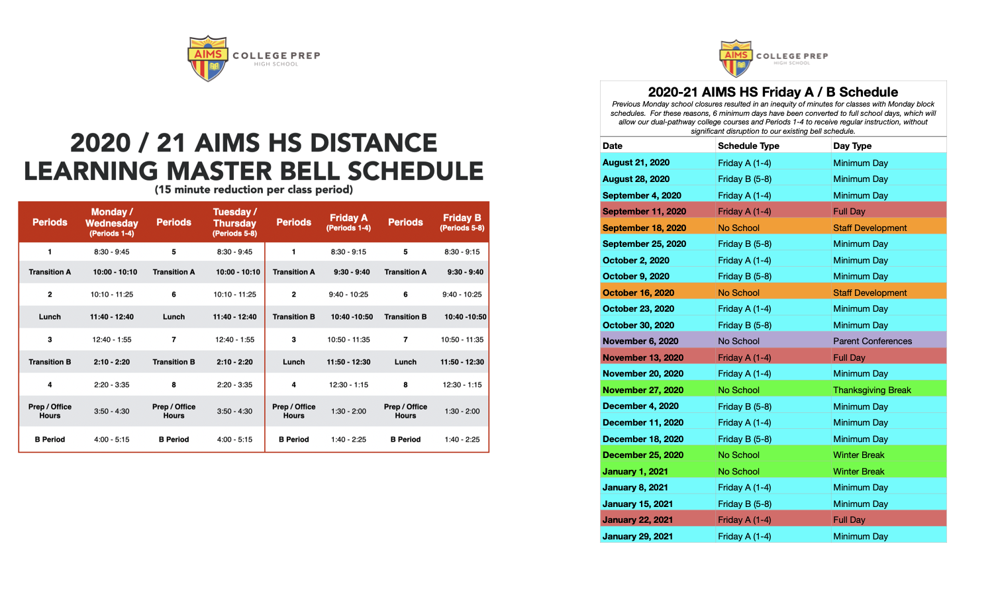 AIMS
COLLEGE PREP
HIGH SCHOOL
2020 / 21 AIMS HS DISTANCE
LEARNING MASTER BELL SCHEDULE
(15 minute reduction per class period)
Periods Monday / Wednesday (Periods 1-4) Periods Tuesday / Thursday (Periods 5-8) Periods Friday A (Periods 1-4) Periods Friday B (Periods 5-8)
1 8:30 - 9:45 5 8:30 - 9:45 1 8:30 - 9:15 5 8:30 - 9:15
Transition A 10:00 - 10:10 Transition A 10:00 - 10:10 Transition A 9:30 - 9:40 Transition A 9:30 - 9:40
2 10:10 - 11:25 6 10:10 - 11:25 2 9:40 - 10:25 6 9:40 - 10:25
Lunch 11:40 - 12:40 Lunch 11:40 - 12:40 Transition B 10:40 -10:50 Transition B 10:40 -10:50
3 12:40 - 1:55 7 12:40 - 1:55 3 10:50 - 11:35 7 10:50 - 11:35
Transition B 2:10 - 2:20 Transition B 2:10 - 2:20 Lunch 11:50 - 12:30 Lunch 11:50 - 12:30
4 2:20 - 3:35 8 2:20 - 3:35 4 12:30 - 1:15 8 12:30 - 1:15
Prep / Office Hours 3:50 - 4:30 Prep / Office Hours 3:50 - 4:30 Prep / Office Hours 1:30 - 2:00 Prep / Office Hours 1:30 - 2:00
B Period 4:00 - 5:15 B Period 4:00 - 5:15 B Period 1:40 - 2:25 B Period 1:40 - 2:25
AIMS
COLLEGE PREP
HIGH SCHOOL
2020-21 AIMS HS Friday A / B Schedule
Previous Monday school closures resulted in an inequity of minutes for classes with Monday block
schedules. For these reasons, 6 minimum days have been converted to full school days, which will
allow our dual-pathway college courses and Periods 1-4 to receive regular instruction, without
significant disruption to our existing bell schedule.
Date Schedule Type Day Type
August 21, 2020 Friday A (1-4) Minimum Day
August 28, 2020 Friday B (5-8) Minimum Day
September 4, 2020 Friday A (1-4) Minimum Day
September 11, 2020 Friday A (1-4) Full Day
September 18, 2020 No School Staff Development
September 25, 2020 Friday B (5-8) Minimum Day
October 2, 2020 Friday A (1-4) Minimum Day
October 9, 2020 Friday B (5-8) Minimum Day
October 16, 2020 No School Staff Development
October 23, 2020 Friday A (1-4) Minimum Day
October 30, 2020 Friday B (5-8) Minimum Day
November 6, 2020 No School Parent Conferences
November 13, 2020 Friday A (1-4) Full Day
November 20, 2020 Friday A (1-4) Minimum Day
November 27, 2020 No School Thanksgiving Break
December 4, 2020 Friday B (5-8) Minimum Day
December 11, 2020 Friday A (1-4) Minimum Day
December 18, 2020 Friday B (5-8) Minimum Day
December 25, 2020 No School Winter Break
January 1, 2021 No School Winter Break
January 8, 2021 Friday A (1-4) Minimum Day
January 15, 2021 Friday B (5-8) Minimum Day
January 22, 2021 Friday A (1-4) Full Day
January 29, 2021 Friday A (1-4) Minimum Day